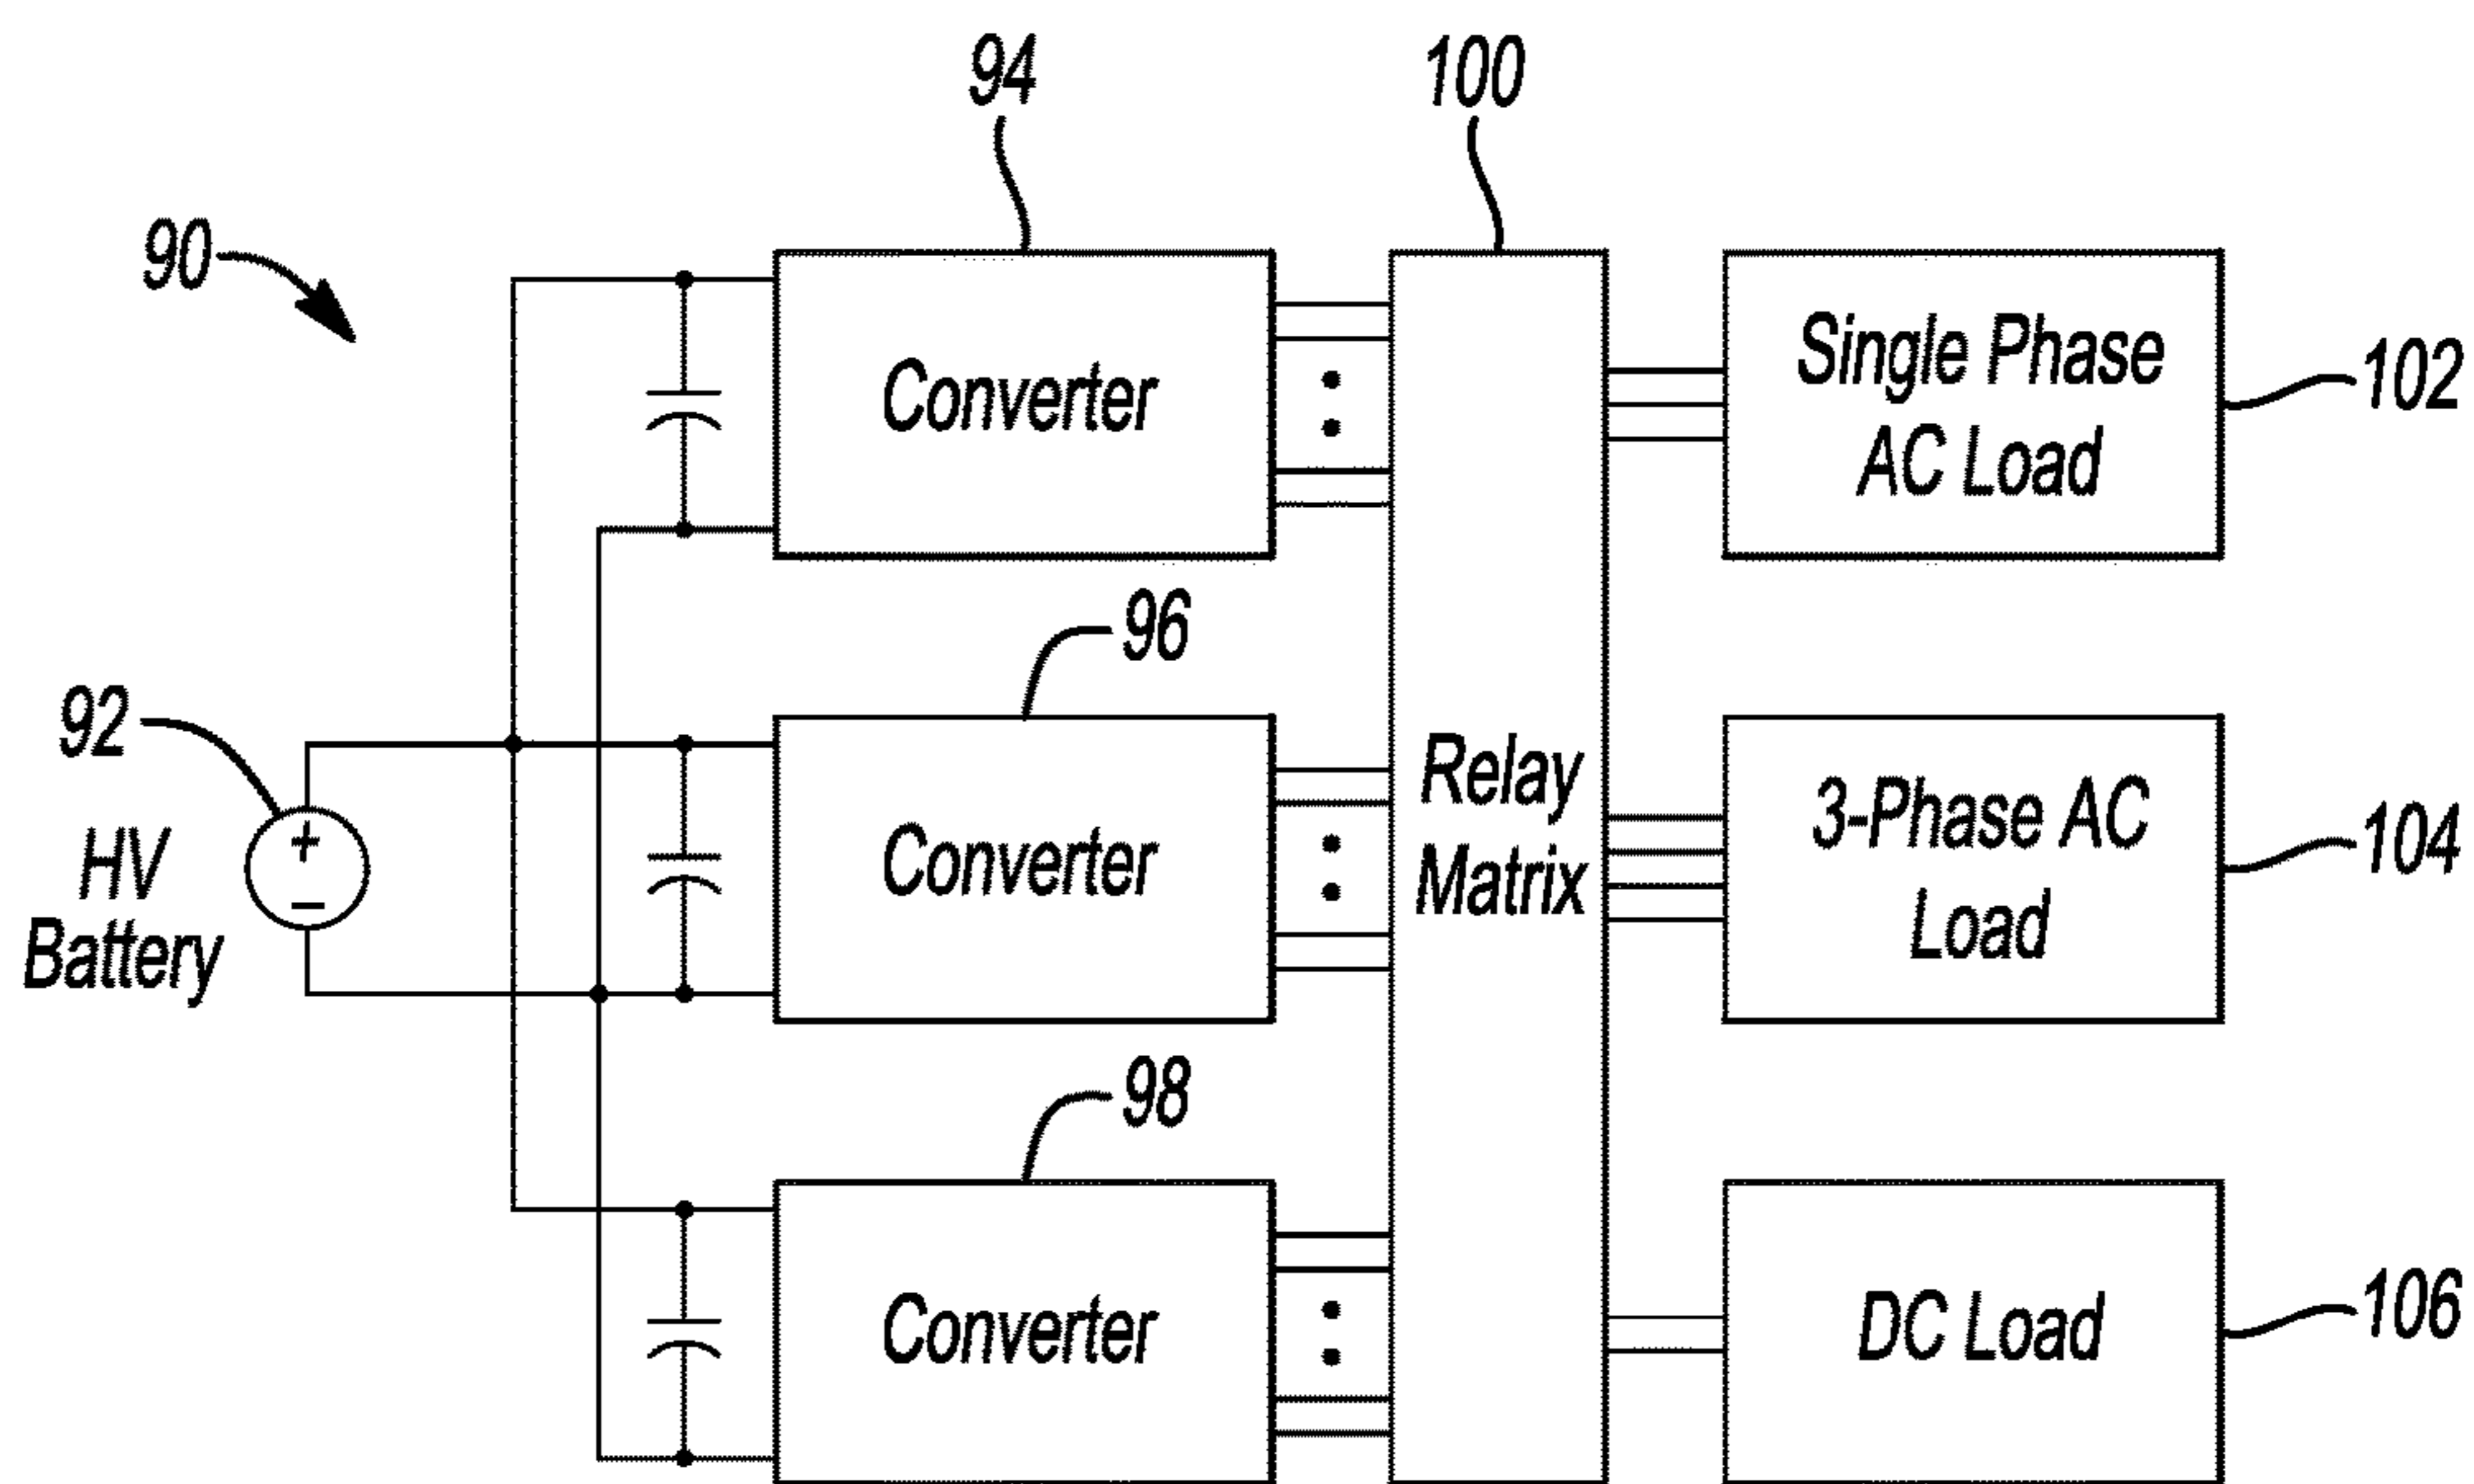 94
100
90
Converter
Single Phase
AC Load
102
96
92
HV
Battery
+
−
Converter
Relay
Matrix
3-Phase AC
Load
104
98
Converter
DC Load
106